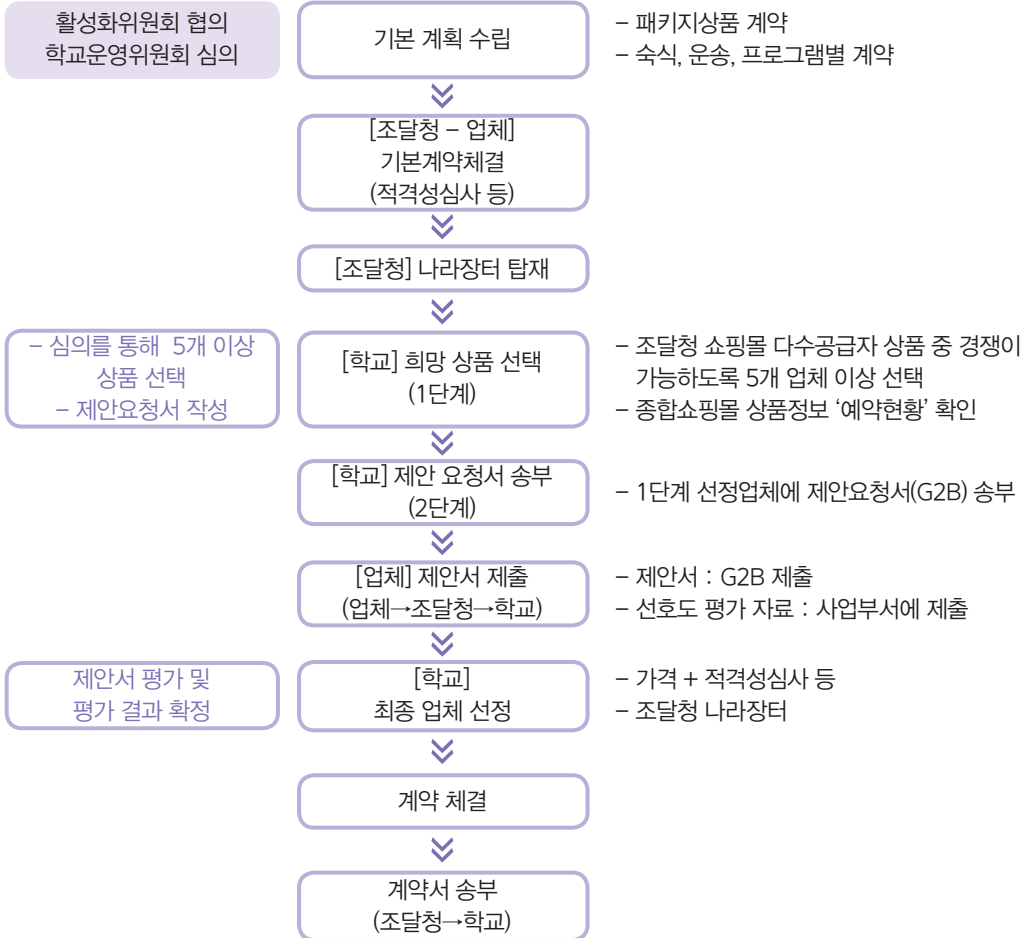 활성화위원회 협의
학교운영위원회 심의
기본 계획 수립
– 패키지상품 계약
– 숙식, 운송, 프로그램별 계약
[조달청 – 업체]
기본계약체결
(적격성심사 등)
[조달청] 나라장터 탑재
– 심의를 통해 5개 이상
상품 선택
– 제안요청서 작성
[학교] 희망 상품 선택
(1단계)
– 조달청 쇼핑몰 다수공급자 상품 중 경쟁이
가능하도록 5개 업체 이상 선택
– 종합쇼핑몰 상품정보 ‘예약현황’ 확인
[학교] 제안 요청서 송부
(2단계)
– 1단계 선정업체에 제안요청서(G2B) 송부
[업체] 제안서 제출
(업체→조달청→학교)
– 제안서 : G2B 제출
– 선호도 평가 자료 : 사업부서에 제출
제안서 평가 및
평가 결과 확정
[학교]
최종 업체 선정
– 가격 + 적격성심사 등
– 조달청 나라장터
계약 체결
계약서 송부
(조달청→학교)